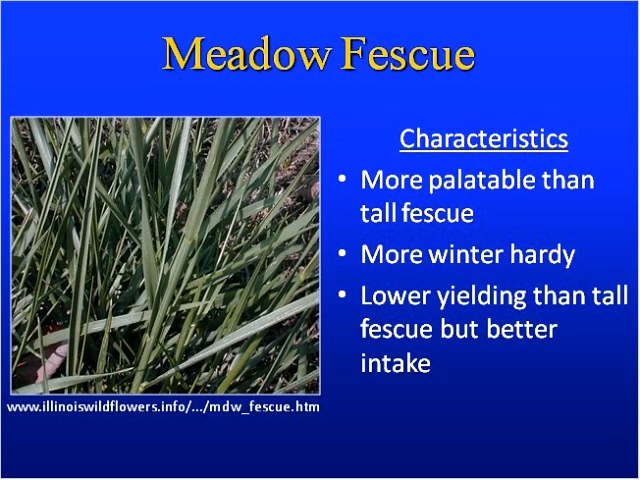 Meadow Fescue
Characteristics
• More palatable than
tall fescue
• More winter hardy
• Lower yielding than tall
fescue but better
intake
www.illinoiswildflowers.info/.../mdw_fescue.htm